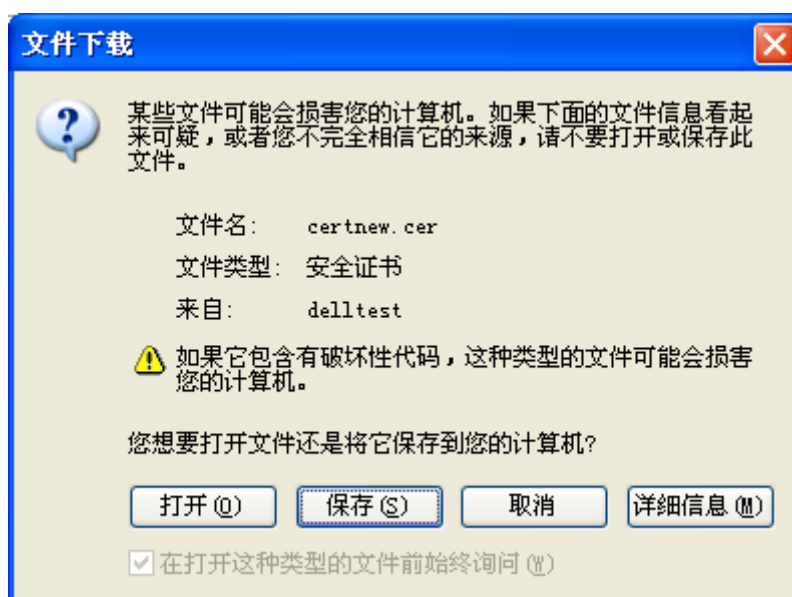 文件下载
某些文件可能会损害您的计算机。如果下面的文件信息看起
来可疑，或者您不完全相信它的来源，请不要打开或保存此
文件。
文件名: certnew.cer
文件类型: 安全证书
来自: delltest
如果它包含有破坏性代码，这种类型的文件可能会损害
您的计算机。
您想要打开文件还是将它保存到您的计算机?
打开(O) 保存(S) 取消 详细信息(M)
在打开这种类型的文件前始终询问(W)